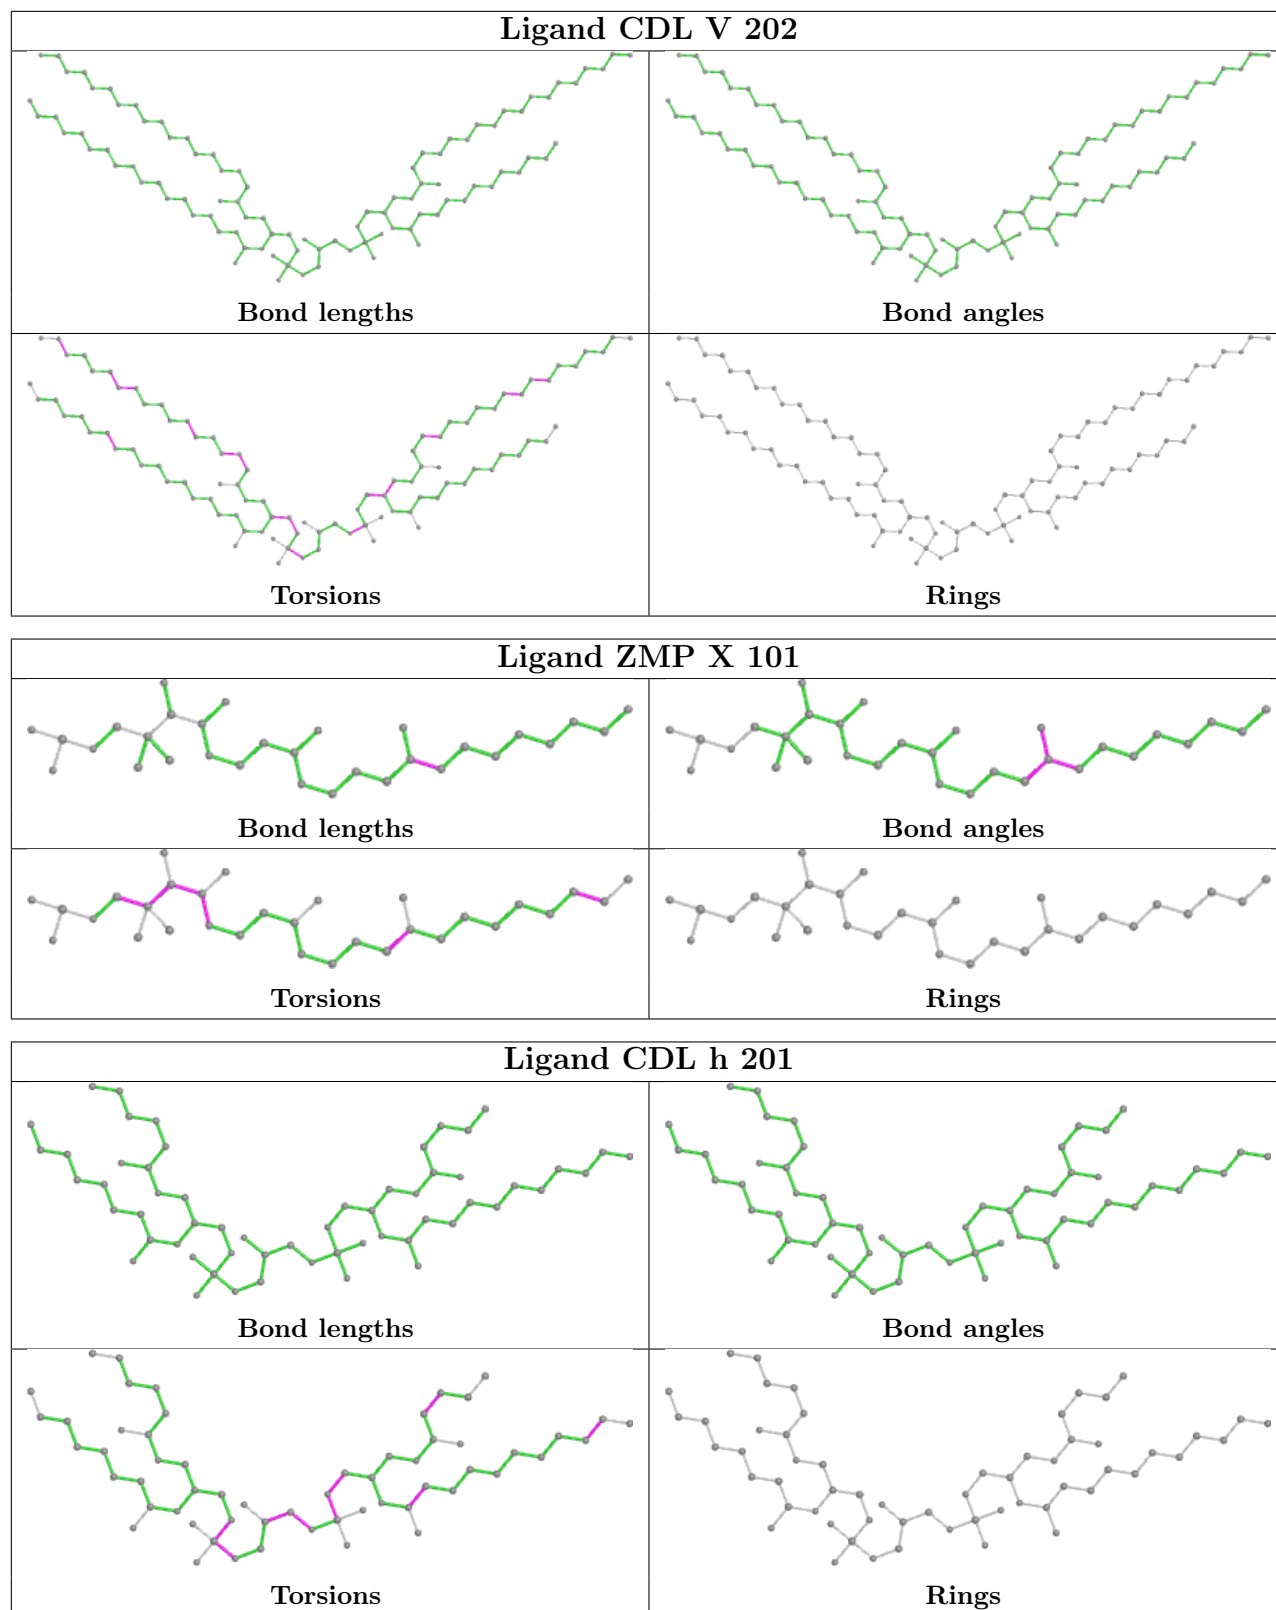 Ligand CDL V 202
Bond lengths
Bond angles
Torsions
Rings
Ligand ZMP X 101
Bond lengths
Bond angles
Torsions
Rings
Ligand CDL h 201
Bond lengths
Bond angles
Torsions
Rings